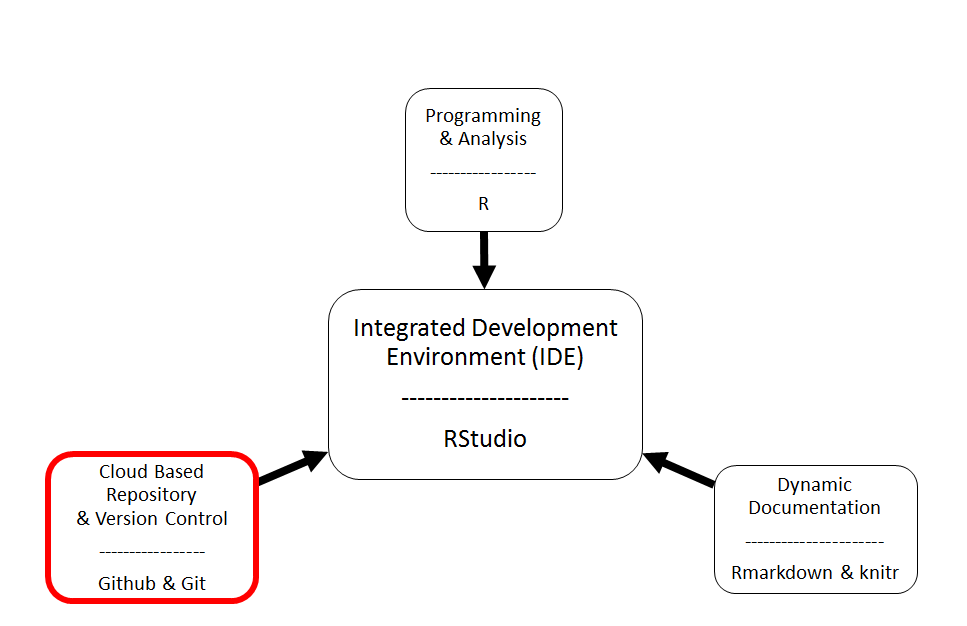 Programming
& Analysis
------------------
R
Integrated Development
Environment (IDE)
---------------------
RStudio
Cloud Based
Repository
& Version Control
-----------------
Github & Git
Dynamic
Documentation
-----------------------
Rmarkdown & knitr